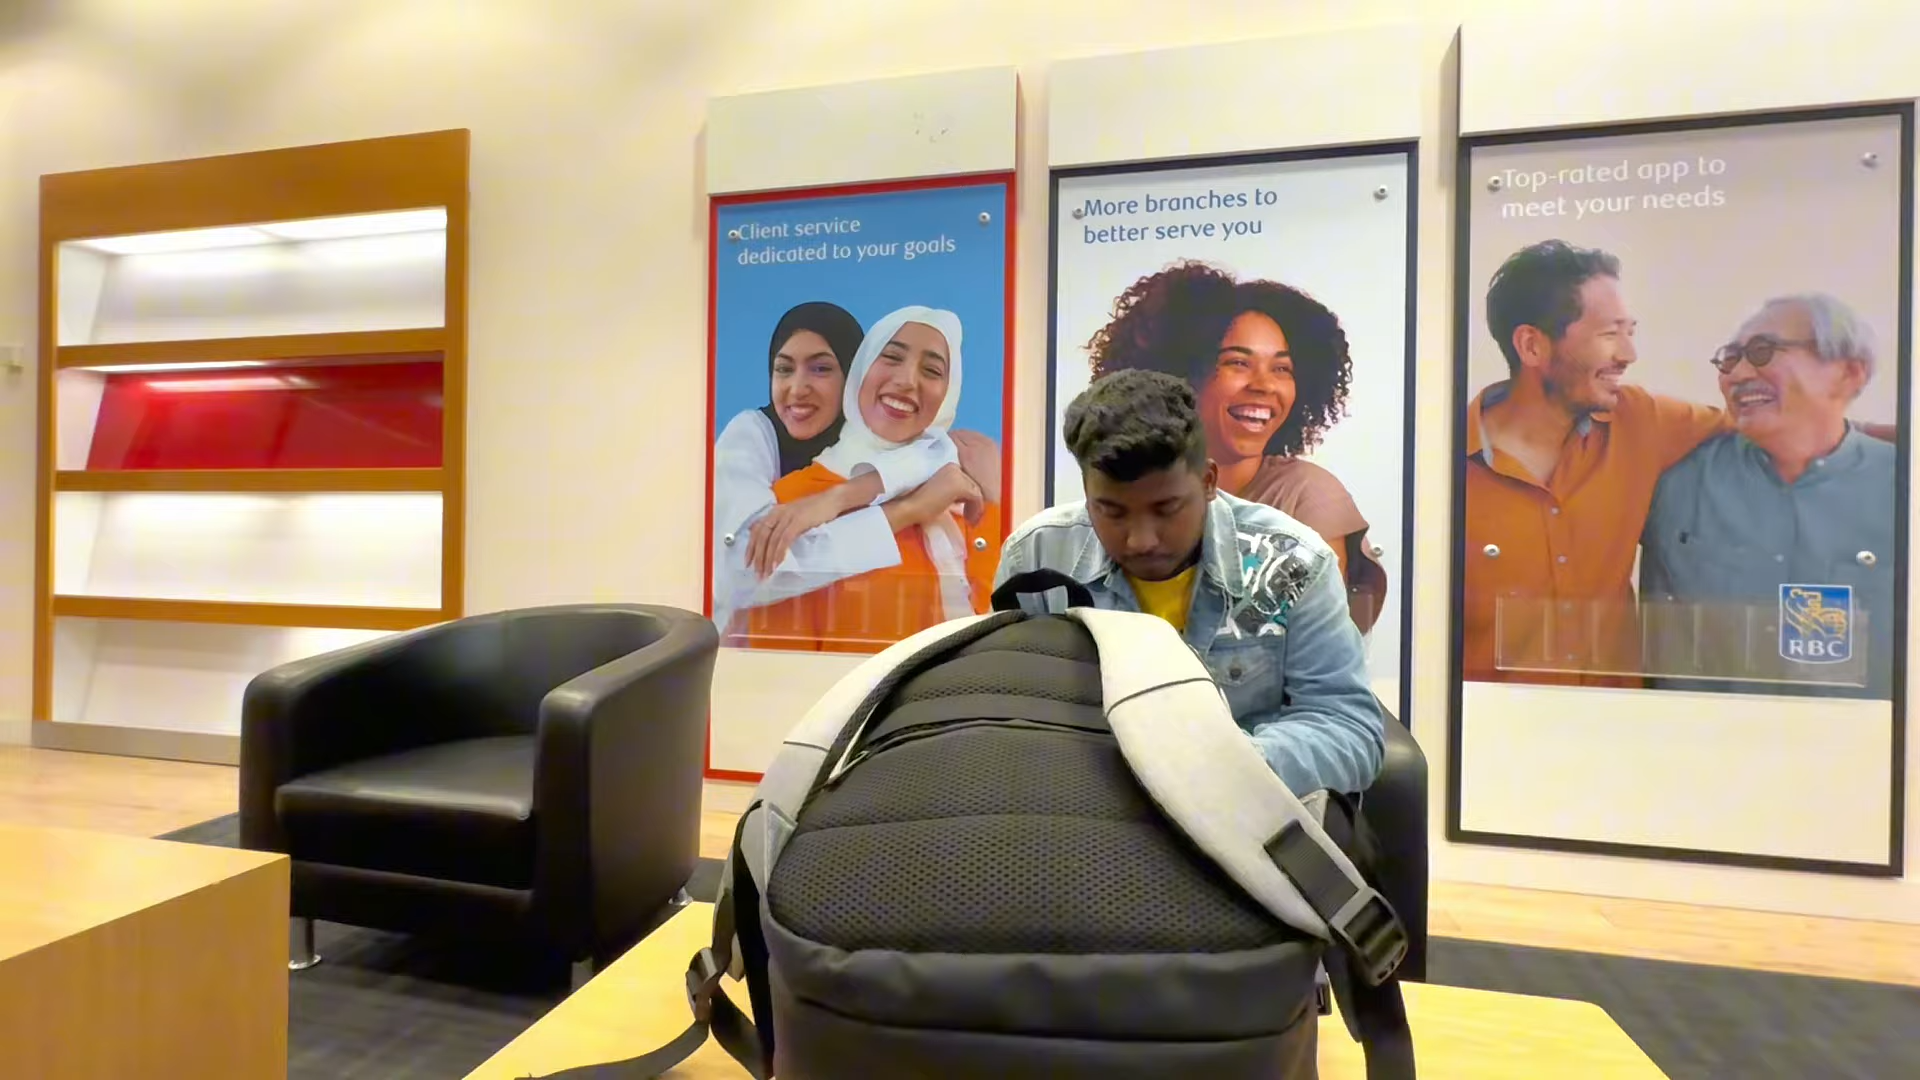 Client service
dedicated to your goals
More branches to
better serve you
Top-rated app to
meet your needs
RBC